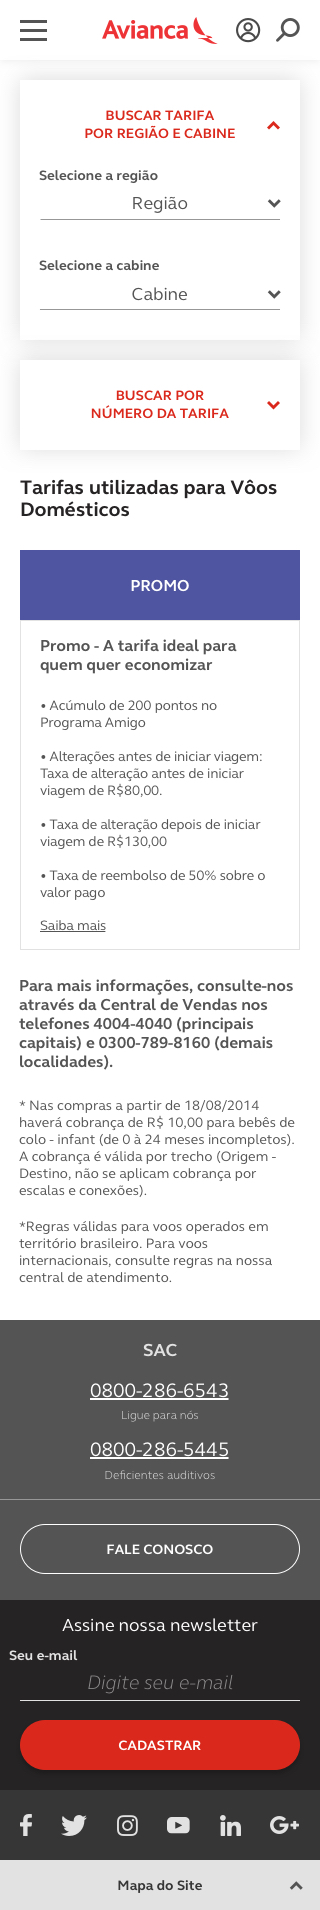 Avianca
BUSCAR TARIFA
POR REGIÃO E CABINE
Selecione a região
Região
Selecione a cabine
Cabine
BUSCAR POR
NÚMERO DA TARIFA
Tarifas utilizadas para Vôos
Domésticos
PROMO
Promo - A tarifa ideal para
quem quer economizar
• Acúmulo de 200 pontos no
Programa Amigo
• Alterações antes de iniciar viagem:
Taxa de alteração antes de iniciar
viagem de R$80,00.
• Taxa de alteração depois de iniciar
viagem de R$130,00
• Taxa de reembolso de 50% sobre o
valor pago
Saiba mais
Para mais informações, consulte-nos
através da Central de Vendas nos
telefones 4004-4040 (principais
capitais) e 0300-789-8160 (demais
localidades).
* Nas compras a partir de 18/08/2014
haverá cobrança de R$ 10,00 para bebês de
colo - infant (de 0 à 24 meses incompletos).
A cobrança é válida por trecho (Origem -
Destino, não se aplicam cobrança por
escalas e conexões).
*Regras válidas para voos operados em
território brasileiro. Para voos
internacionais, consulte regras na nossa
central de atendimento.
SAC
0800-286-6543
Ligue para nós
0800-286-5445
Deficientes auditivos
FALE CONOSCO
Assine nossa newsletter
Seu e-mail
Digite seu e-mail
CADASTRAR
Mapa do Site